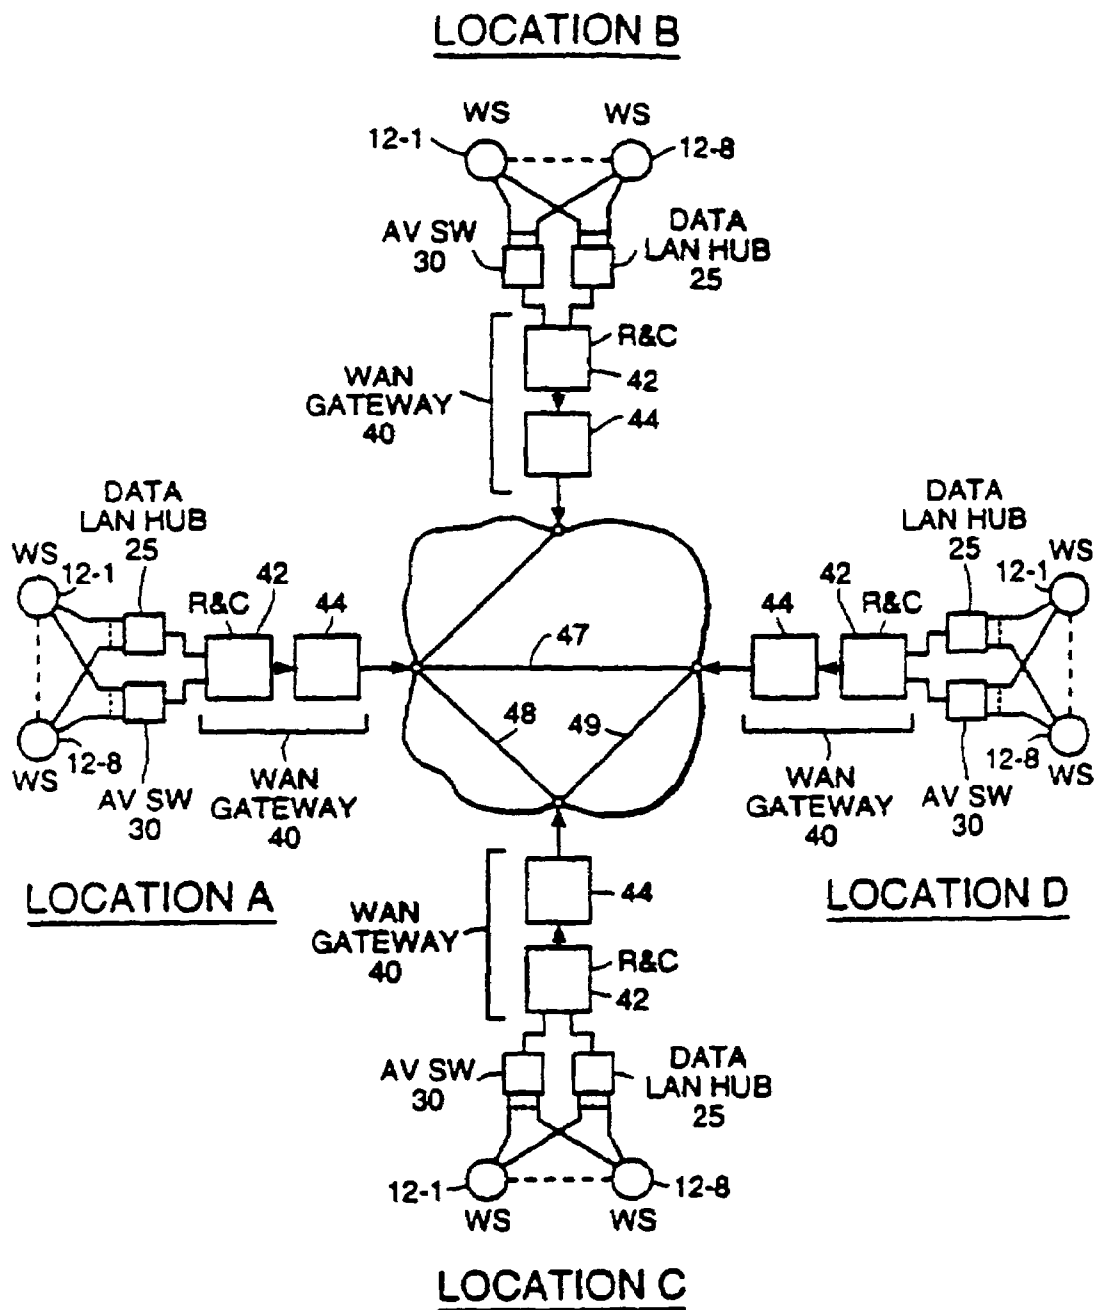 LOCATION B
WS
WS
12-1
12-8
AV SW
30
DATA
LAN HUB
25
R&C
42
WAN
GATEWAY
40
44
DATA
LAN HUB
25
WS
12-1
R&C
42
44
12-8
WS
AV SW
30
WAN
GATEWAY
40
LOCATION A
47
48
49
DATA
LAN HUB
25
WS
12-1
44
42
R&C
12-8
WS
WAN
GATEWAY
40
AV SW
30
LOCATION D
WAN
GATEWAY
40
44
R&C
42
AV SW
30
DATA
LAN HUB
25
12-1
12-8
WS
WS
LOCATION C